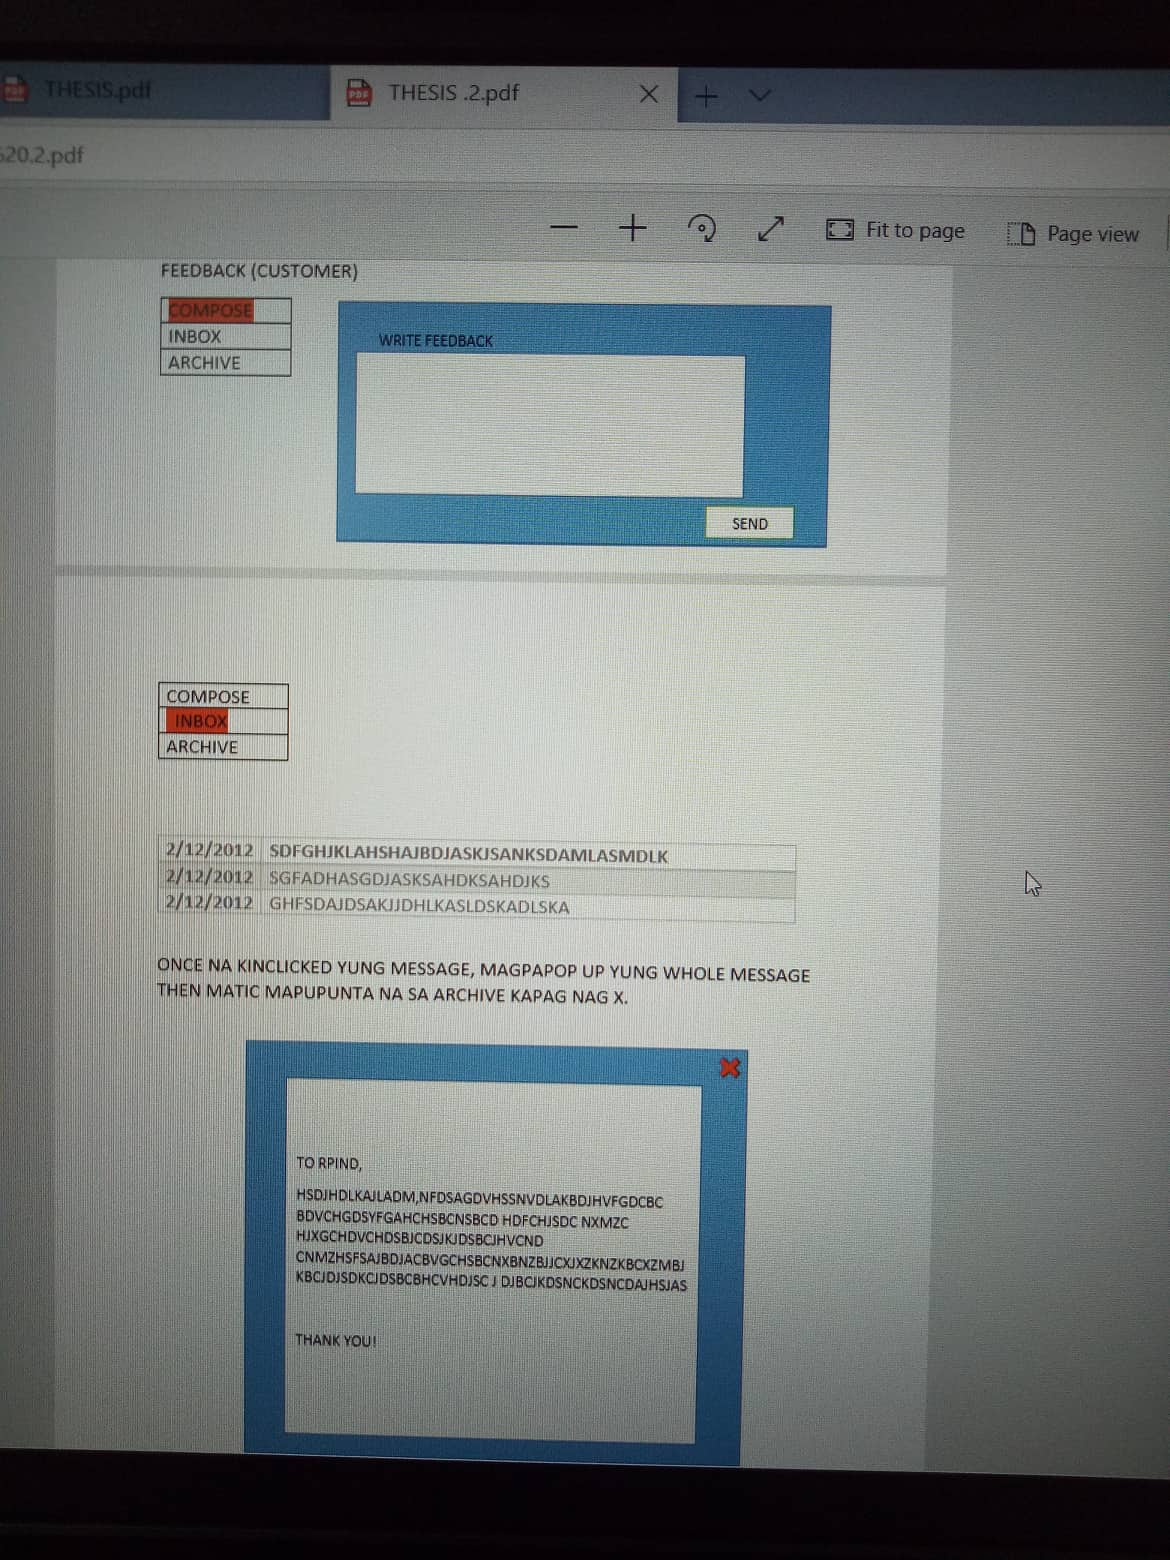 THESIS.pdf
THESIS .2.pdf
520.2.pdf
Fit to page
Page view
FEEDBACK (CUSTOMER)
COMPOSE
INBOX
ARCHIVE
WRITE FEEDBACK
SEND
COMPOSE
INBOX
ARCHIVE
2/12/2012 SDFGHJKLAHSHAJBDJASKJSANKSDAMLASMDLK
2/12/2012 SGFADHASGDJASKSAHDKSAHDJKS
2/12/2012 GHFSDAJDSAKJJDHLKASLDSKADLSKA
ONCE NA KINCLICKED YUNG MESSAGE, MAGPAPOP UP YUNG WHOLE MESSAGE
THEN MATIC MAPUPUNTA NA SA ARCHIVE KAPAG NAG X.
TO RPIND,
HSDJHDLKAJLADM,NFDSAGDVHSSNVDLAKBDJHVFGDCBC
BDVCHGDSYFGAHCHSBCNSBCD HDFCHJSDC NXMZC
HJXGCHDVCHDSBJCDSJKJDSBCJHVCND
CNMZHSFSAJBDJACBVGCHSBCNXBNZBJJCXJXZKNZKBCXZMBJ
KBCJDJSDKCJDSBCBHCVHDJSC J DJBCJKDSNCKDSNCDAJHSJAS
THANK YOU!